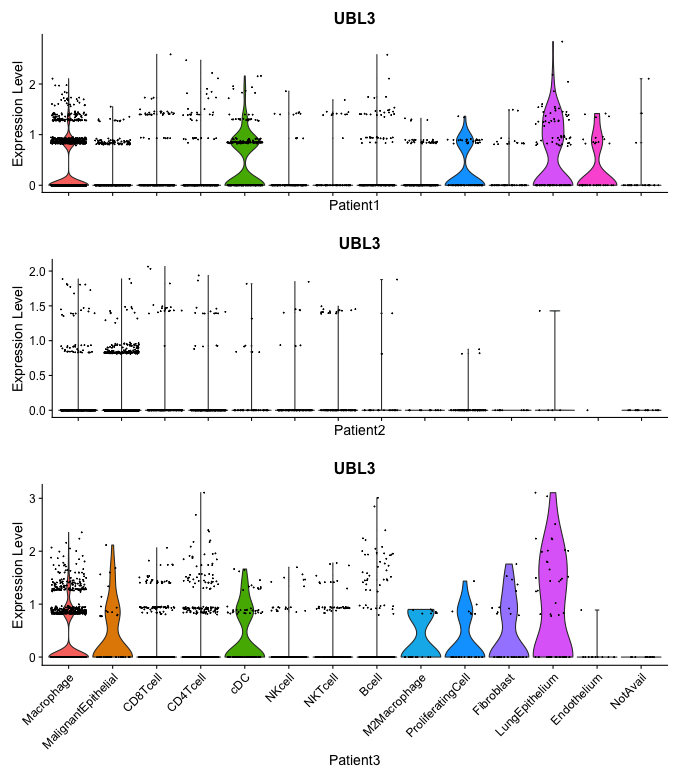 UBL3
Expression Level
2
1
0
Patient1
UBL3
Expression Level
2.0
1.5
1.0
0.5
0.0
Patient2
UBL3
Expression Level
3
2
1
0
Macrophage
MalignantEpithelial
CD8Tcell
CD4Tcell
cDC
NKcell
NKTcell
Bcell
M2Macrophage
ProliferatingCell
Fibroblast
LungEpithelium
Endothelium
NotAvail
Patient3